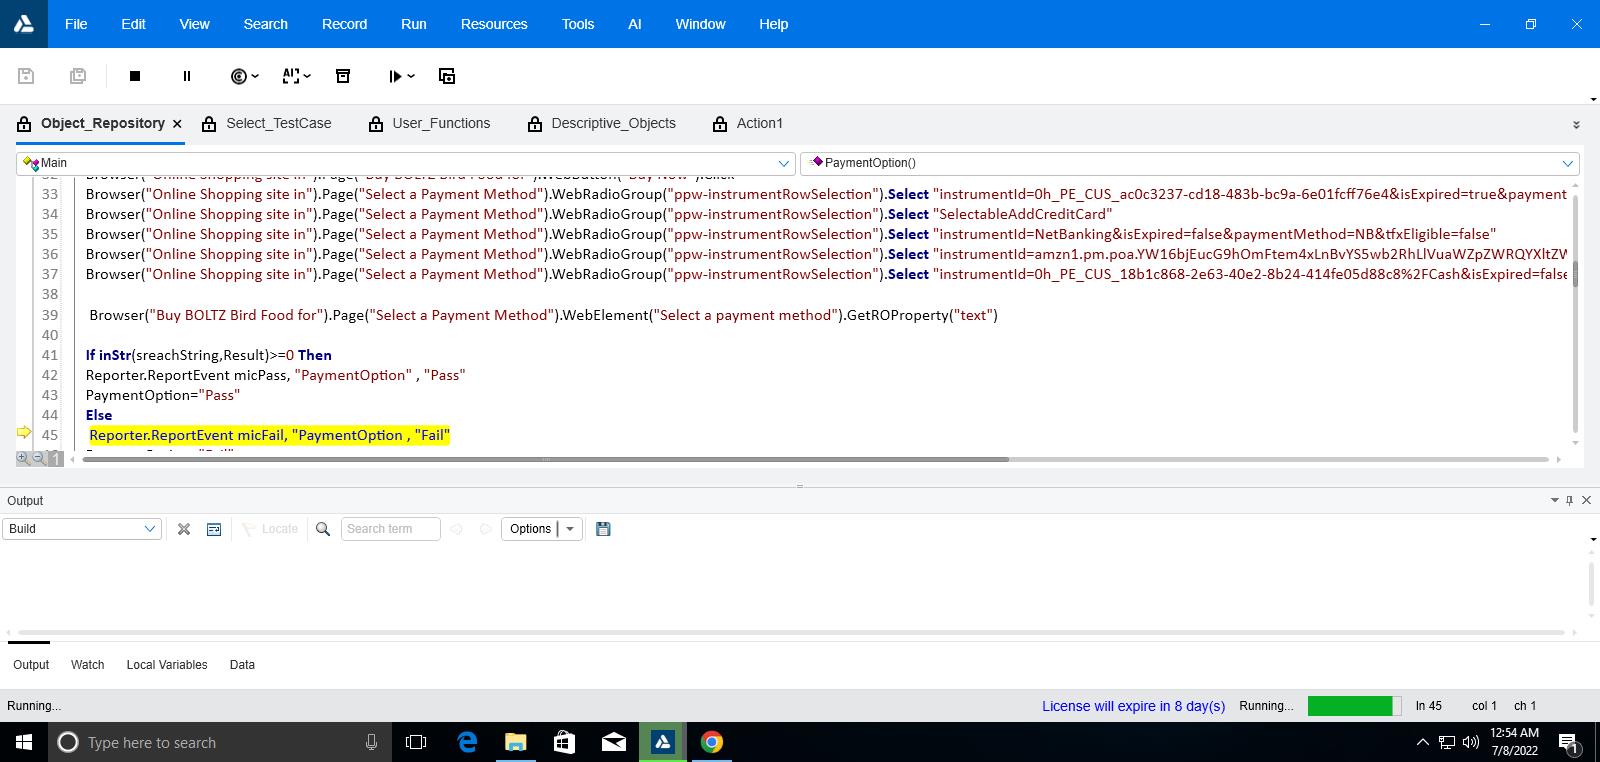 File Edit View Search Record Run Resources Tools AI Window Help
Object_Repository Select_TestCase User_Functions Descriptive_Objects Action1
Main PaymentOption()
33 Browser("Online Shopping site in").Page("Select a Payment Method").WebRadioGroup("ppw-instrumentRowSelection").Select "instrumentId=0h_PE_CUS_ac0c3237-cd18-483b-bc9a-6e01fcff76e4&isExpired=true&payment
34 Browser("Online Shopping site in").Page("Select a Payment Method").WebRadioGroup("ppw-instrumentRowSelection").Select "SelectableAddCreditCard"
35 Browser("Online Shopping site in").Page("Select a Payment Method").WebRadioGroup("ppw-instrumentRowSelection").Select "instrumentId=NetBanking&isExpired=false&paymentMethod=NB&tfxEligible=false"
36 Browser("Online Shopping site in").Page("Select a Payment Method").WebRadioGroup("ppw-instrumentRowSelection").Select "instrumentId=amzn1.pm.poa.YW16bjEucG9hOmFtem4xLnBvYS5wb2RhLlVuaWZpZWRQYXltZW
37 Browser("Online Shopping site in").Page("Select a Payment Method").WebRadioGroup("ppw-instrumentRowSelection").Select "instrumentId=0h_PE_CUS_18b1c868-2e63-40e2-8b24-414fe05d88c8%2FCash&isExpired=false
38
39 Browser("Buy BOLTZ Bird Food for").Page("Select a Payment Method").WebElement("Select a payment method").GetROProperty("text")
40
41 If inStr(sreachString,Result)>=0 Then
42 Reporter.ReportEvent micPass, "PaymentOption" , "Pass"
43 PaymentOption="Pass"
44 Else
45 Reporter.ReportEvent micFail, "PaymentOption , "Fail"
1
Output
Build Locate Search term Options
Output Watch Local Variables Data
Running... License will expire in 8 day(s) Running... ln 45 col 1 ch 1
Type here to search 12:54 AM
7/8/2022 1